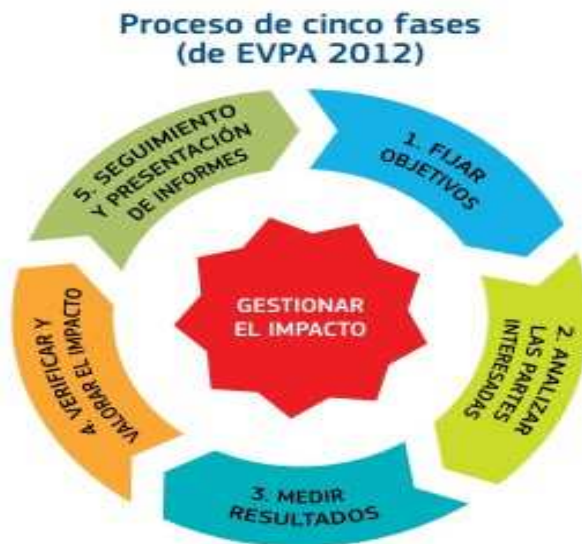 Proceso de cinco fases
(de EVPA 2012)
1. FIJAR
OBJETIVOS
2. ANALIZAR
LAS PARTES
INTERESADAS
3. MEDIR
RESULTADOS
4. VERIFICAR Y
VALORAR EL IMPACTO
5. SEGUIMIENTO
Y PRESENTACIÓN
DE INFORMES
GESTIONAR
EL IMPACTO